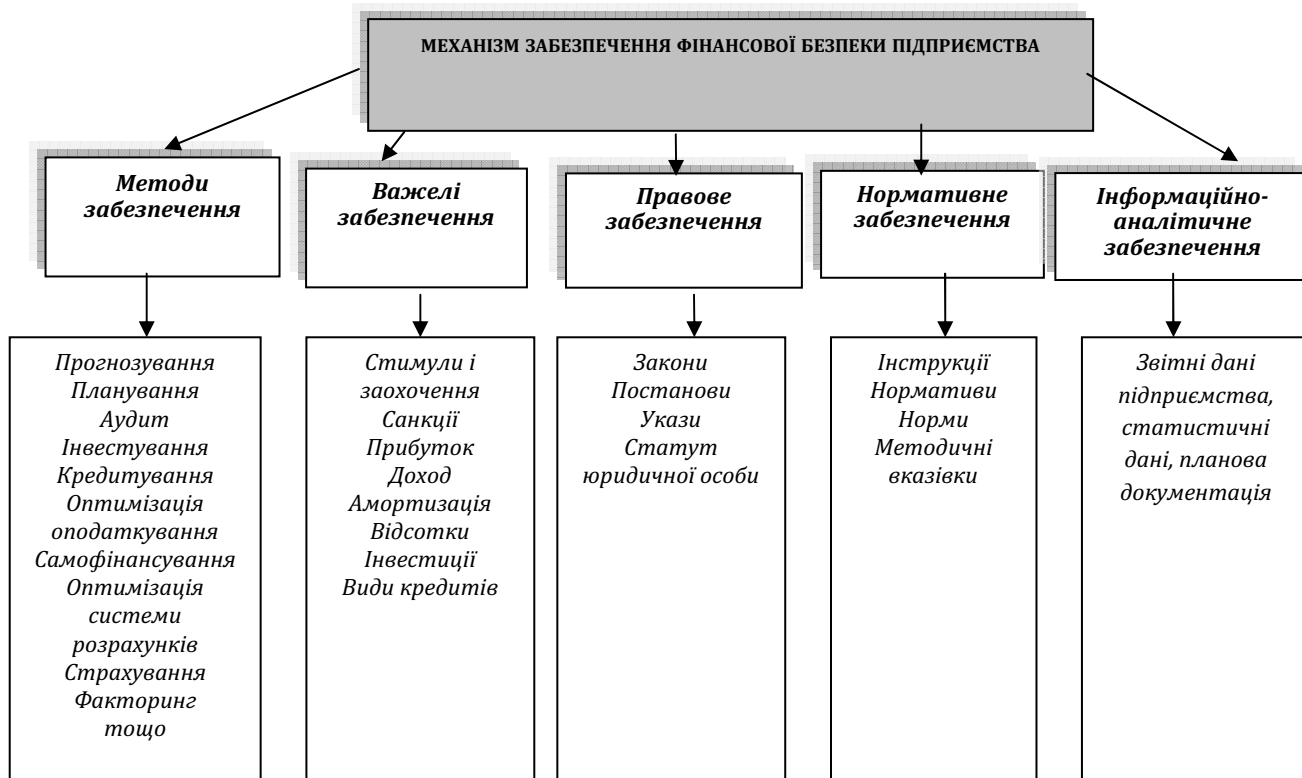 МЕХАНІЗМ ЗАБЕЗПЕЧЕННЯ ФІНАНСОВОЇ БЕЗПЕКИ ПІДПРИЄМСТВА
Методи
забезпечення
Важелі
забезпечення
Правове
забезпечення
Нормативне
забезпечення
Інформаційно-
аналітичне
забезпечення
Прогнозування
Планування
Аудит
Інвестування
Кредитування
Оптимізація
оподаткування
Самофінансування
Оптимізація
системи
розрахунків
Страхування
Факторинг
тощо
Стимули і
заохочення
Санкції
Прибуток
Доход
Амортизація
Відсотки
Інвестиції
Види кредитів
Закони
Постанови
Укази
Статут
юридичної особи
Інструкції
Нормативи
Норми
Методичні
вказівки
Звітні дані
підприємства,
статистичні
дані, планова
документація